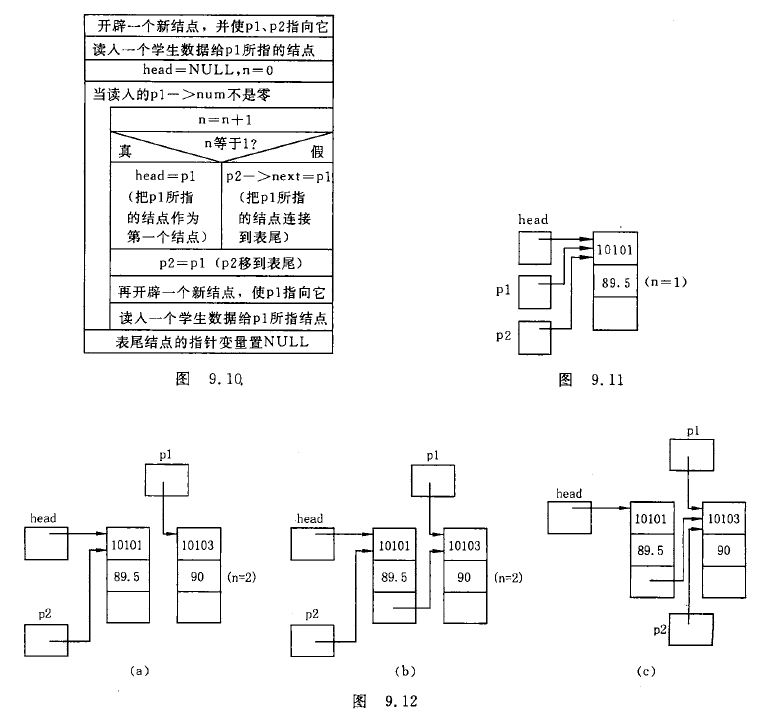 开辟一个新结点，并使p1、p2指向它
读入一个学生数据给p1所指的结点
head=NULL,n=0
当读入的p1->num不是零
n=n+1
n等于1?
真 假
head=p1
(把p1所指
的结点作为
第一个结点)
p2->next=p1
(把p1所指
的结点连接
到表尾)
p2=p1 (p2移到表尾)
再开辟一个新结点，使p1指向它
读入一个学生数据给p1所指结点
表尾结点的指针变量置NULL
图 9.10
head
p1
p2
10101
89.5
(n=1)
图 9.11
p1
head
10101
10103
89.5
90
(n=2)
p2
(a)
p1
head
10101
10103
89.5
90
(n=2)
p2
(b)
p1
head
10101
10103
89.5
90
p2
(c)
图 9.12